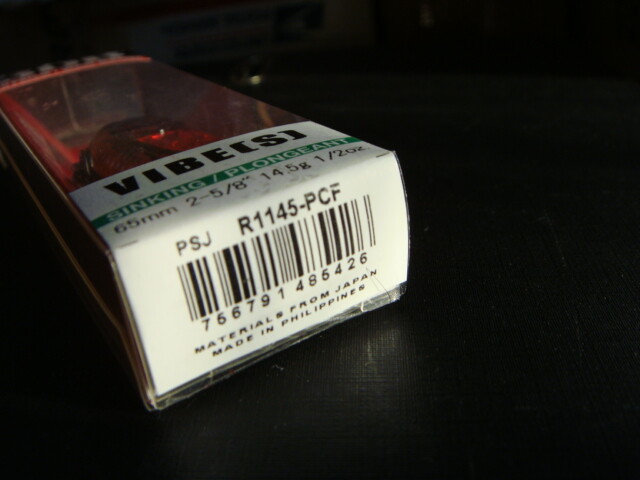 VIBE(S)
SINKING / PLONGEANT
65mm 2-5/8" 14.5g 1/2oz.
PSJ R1145-PCF
756791 485426
MATERIALS FROM JAPAN
MADE IN PHILIPPINES